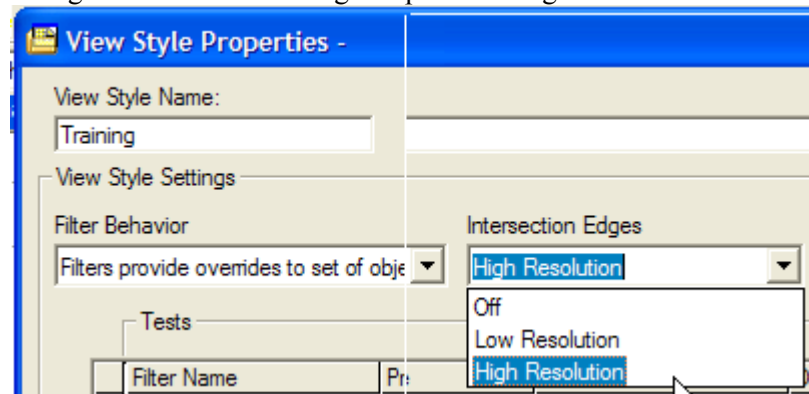 View Style Properties -
View Style Name:
Training
View Style Settings
Filter Behavior Intersection Edges
Filters provide overrides to set of obje High Resolution
Off
Tests
Low Resolution
Filter Name High Resolution